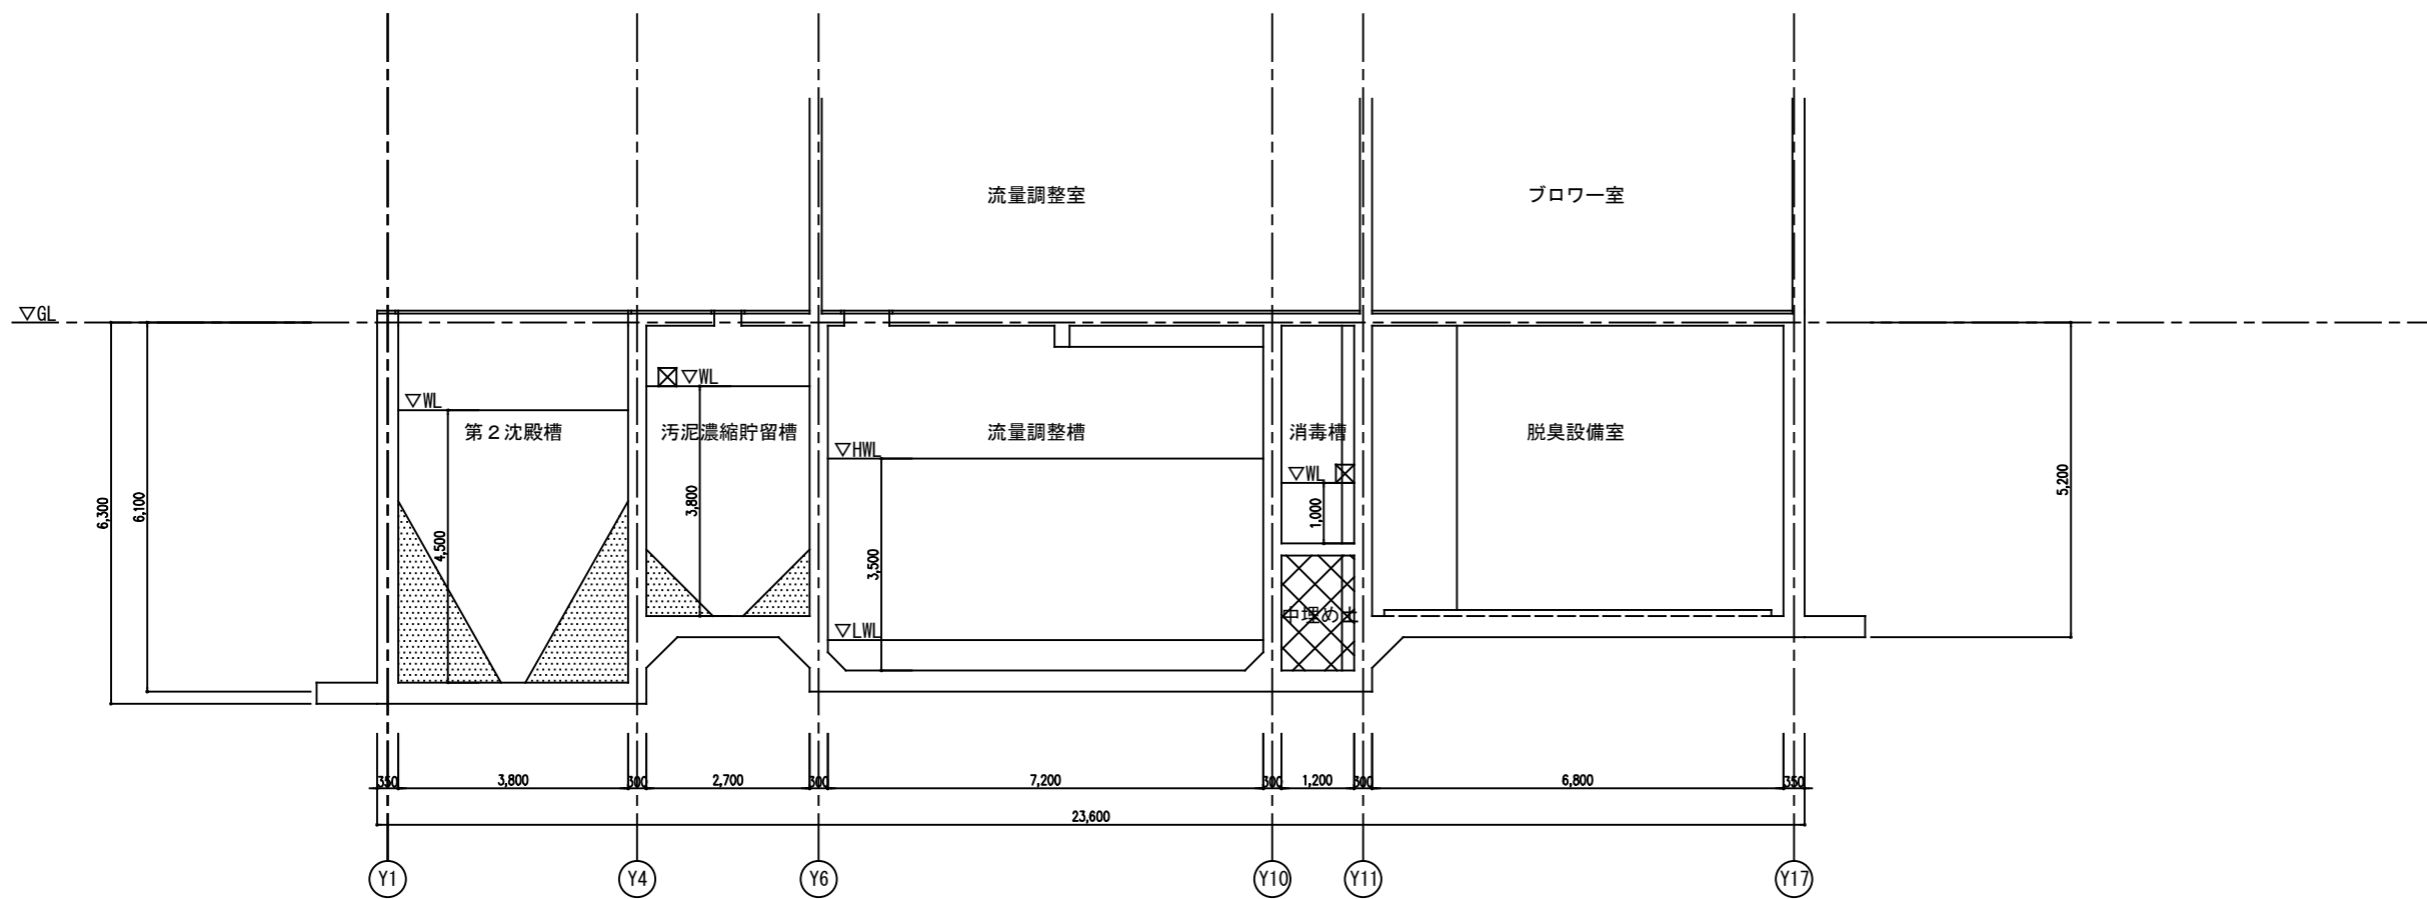 流量調整室
ブロワー室
▽GL
▽WL
▽WL
第2沈殿槽
汚泥濃縮貯留槽
流量調整槽
消毒槽
脱臭設備室
▽HWL
▽WL
6,300
6,100
4,500
3,800
3,500
1,000
5,200
中埋め土
▽LWL
350
3,800
300
2,700
300
7,200
300
1,200
300
6,800
350
23,600
Y1
Y4
Y6
Y10
Y11
Y17